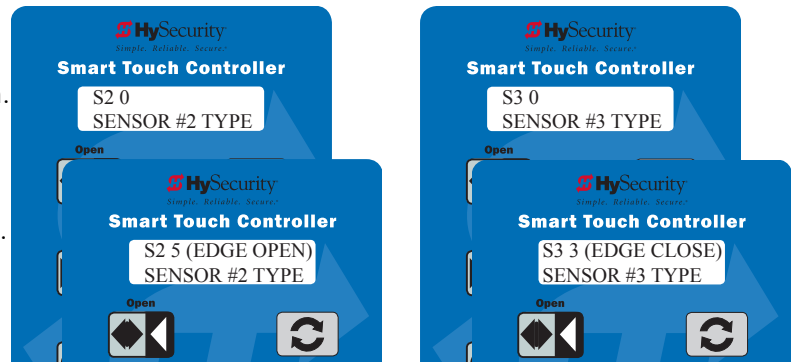 HySecurity
Simple. Reliable. Secure.
Smart Touch Controller
S2 0
SENSOR #2 TYPE
Open
HySecurity
Simple. Reliable. Secure.
Smart Touch Controller
S2 5 (EDGE OPEN)
SENSOR #2 TYPE
Open
HySecurity
Simple. Reliable. Secure.
Smart Touch Controller
S3 0
SENSOR #3 TYPE
Open
HySecurity
Simple. Reliable. Secure.
Smart Touch Controller
S3 3 (EDGE CLOSE)
SENSOR #3 TYPE
Open